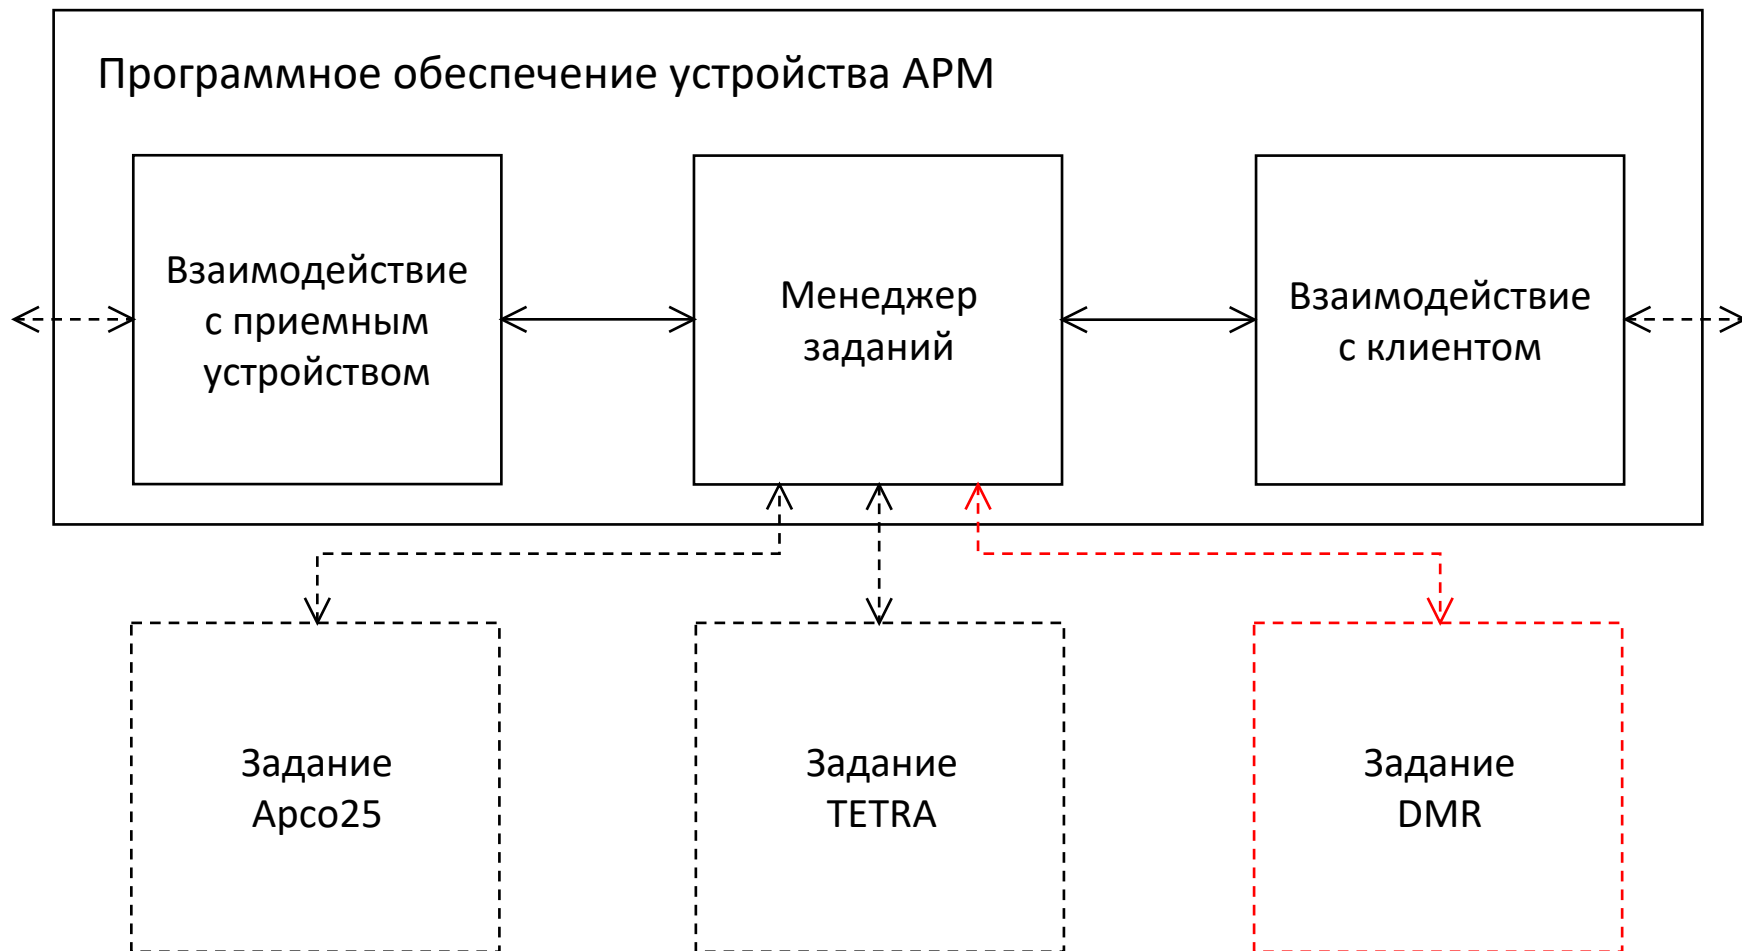 Программное обеспечение устройства АРМ
Взаимодействие
с приемным
устройством
Менеджер
заданий
Взаимодействие
с клиентом
Задание
Apco25
Задание
TETRA
Задание
DMR